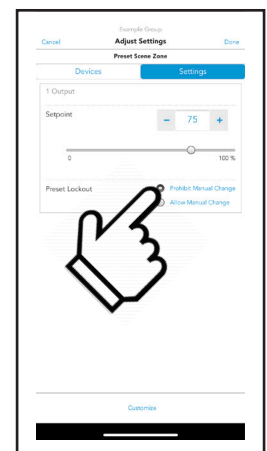 Example Group
Cancel Adjust Settings Done
Preset Scene Zone
Devices Settings
1 Output
Setpoint - 75 +
0 100 %
Preset Lockout Prohibit Manual Change
Allow Manual Change
Customize